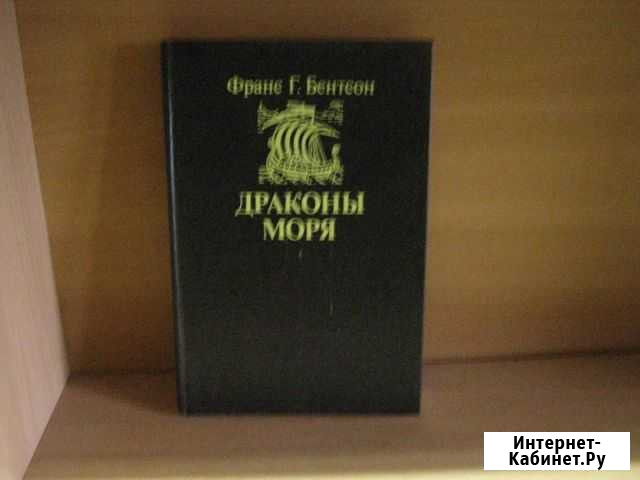 Франс Г. Бентсон
ДРАКОНЫ
МОРЯ
Интернет-
Кабинет.Ру